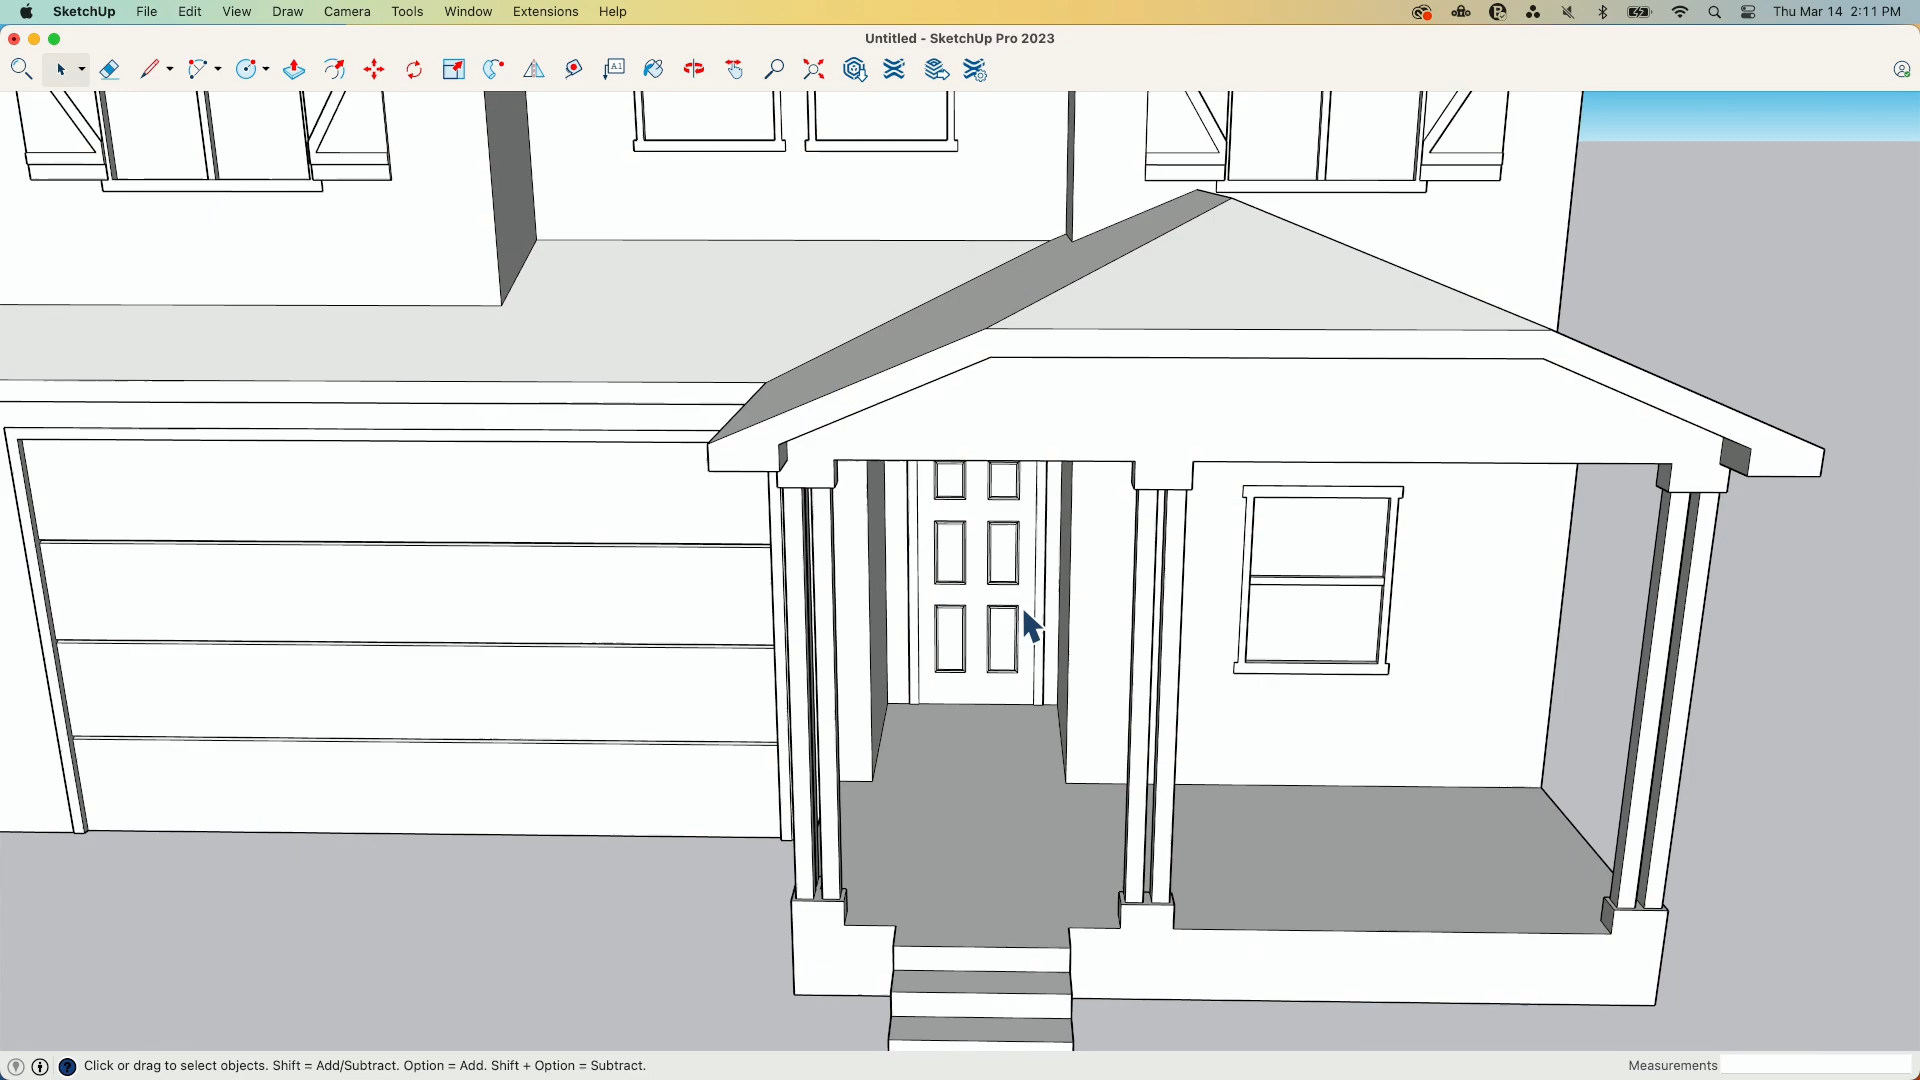 SketchUp File Edit View Draw Camera Tools Window Extensions Help Thu Mar 14 2:11 PM
Untitled - SketchUp Pro 2023
A1
Click or drag to select objects. Shift = Add/Subtract. Option = Add. Shift + Option = Subtract. Measurements